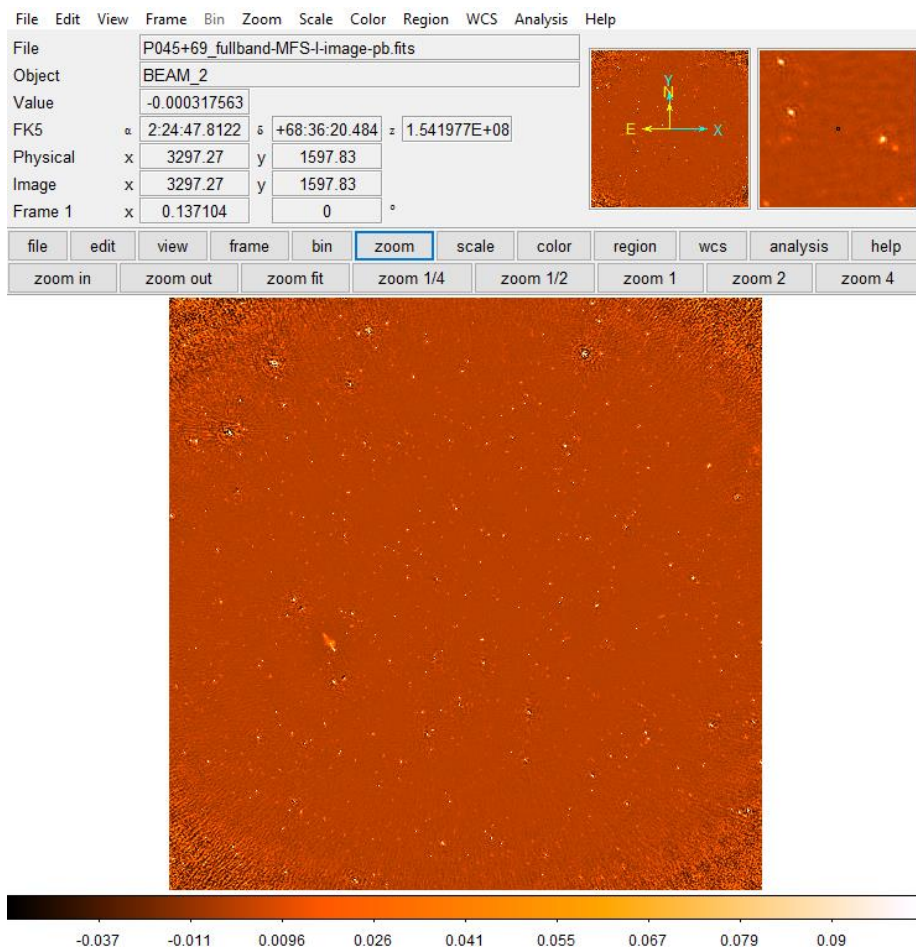 File Edit View Frame Bin Zoom Scale Color Region WCS Analysis Help
File P045+69_fullband-MFS-I-image-pb.fits
Object BEAM_2
Value -0.000317563
FK5 α 2:24:47.8122 δ +68:36:20.484 z 1.541977E+08
Physical x 3297.27 y 1597.83
Image x 3297.27 y 1597.83
Frame 1 x 0.137104 0 °
Y
N
E X
file edit view frame bin zoom scale color region wcs analysis help
zoom in zoom out zoom fit zoom 1/4 zoom 1/2 zoom 1 zoom 2 zoom 4
-0.037 -0.011 0.0096 0.026 0.041 0.055 0.067 0.079 0.09